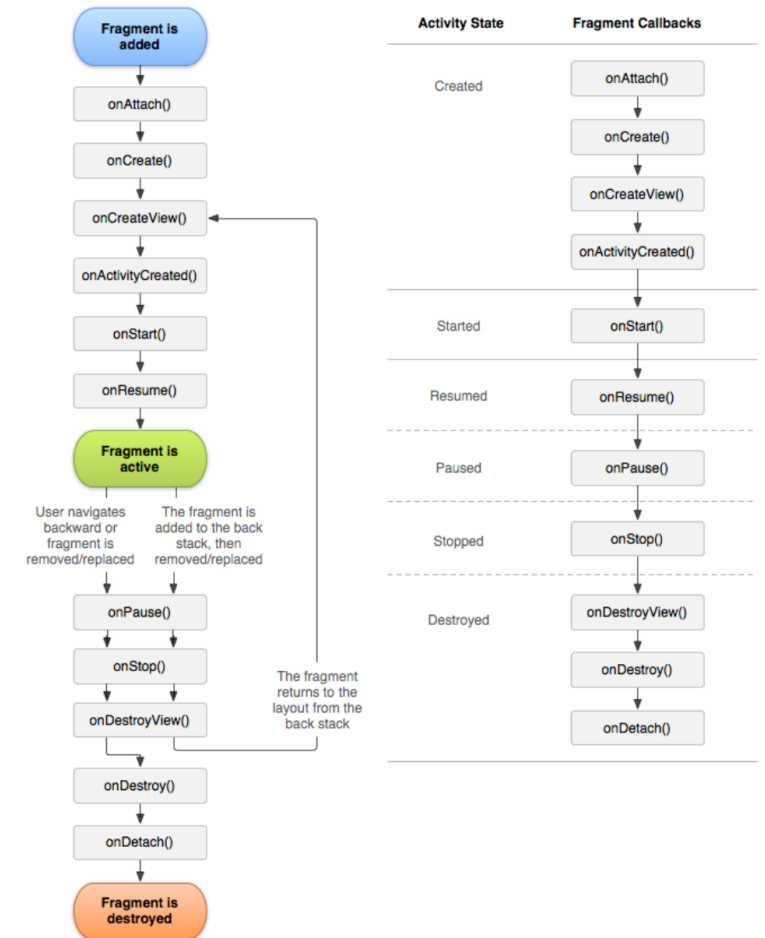 Fragment is
added
onAttach()
onCreate()
onCreateView()
onActivityCreated()
onStart()
onResume()
Fragment is
active
User navigates
backward or
fragment is
removed/replaced
The fragment is
added to the back
stack, then
removed/replaced
onPause()
onStop()
onDestroyView()
The fragment
returns to the
layout from the
back stack
onDestroy()
onDetach()
Fragment is
destroyed
Activity State
Fragment Callbacks
Created
onAttach()
onCreate()
onCreateView()
onActivityCreated()
Started
onStart()
Resumed
onResume()
Paused
onPause()
Stopped
onStop()
Destroyed
onDestroyView()
onDestroy()
onDetach()